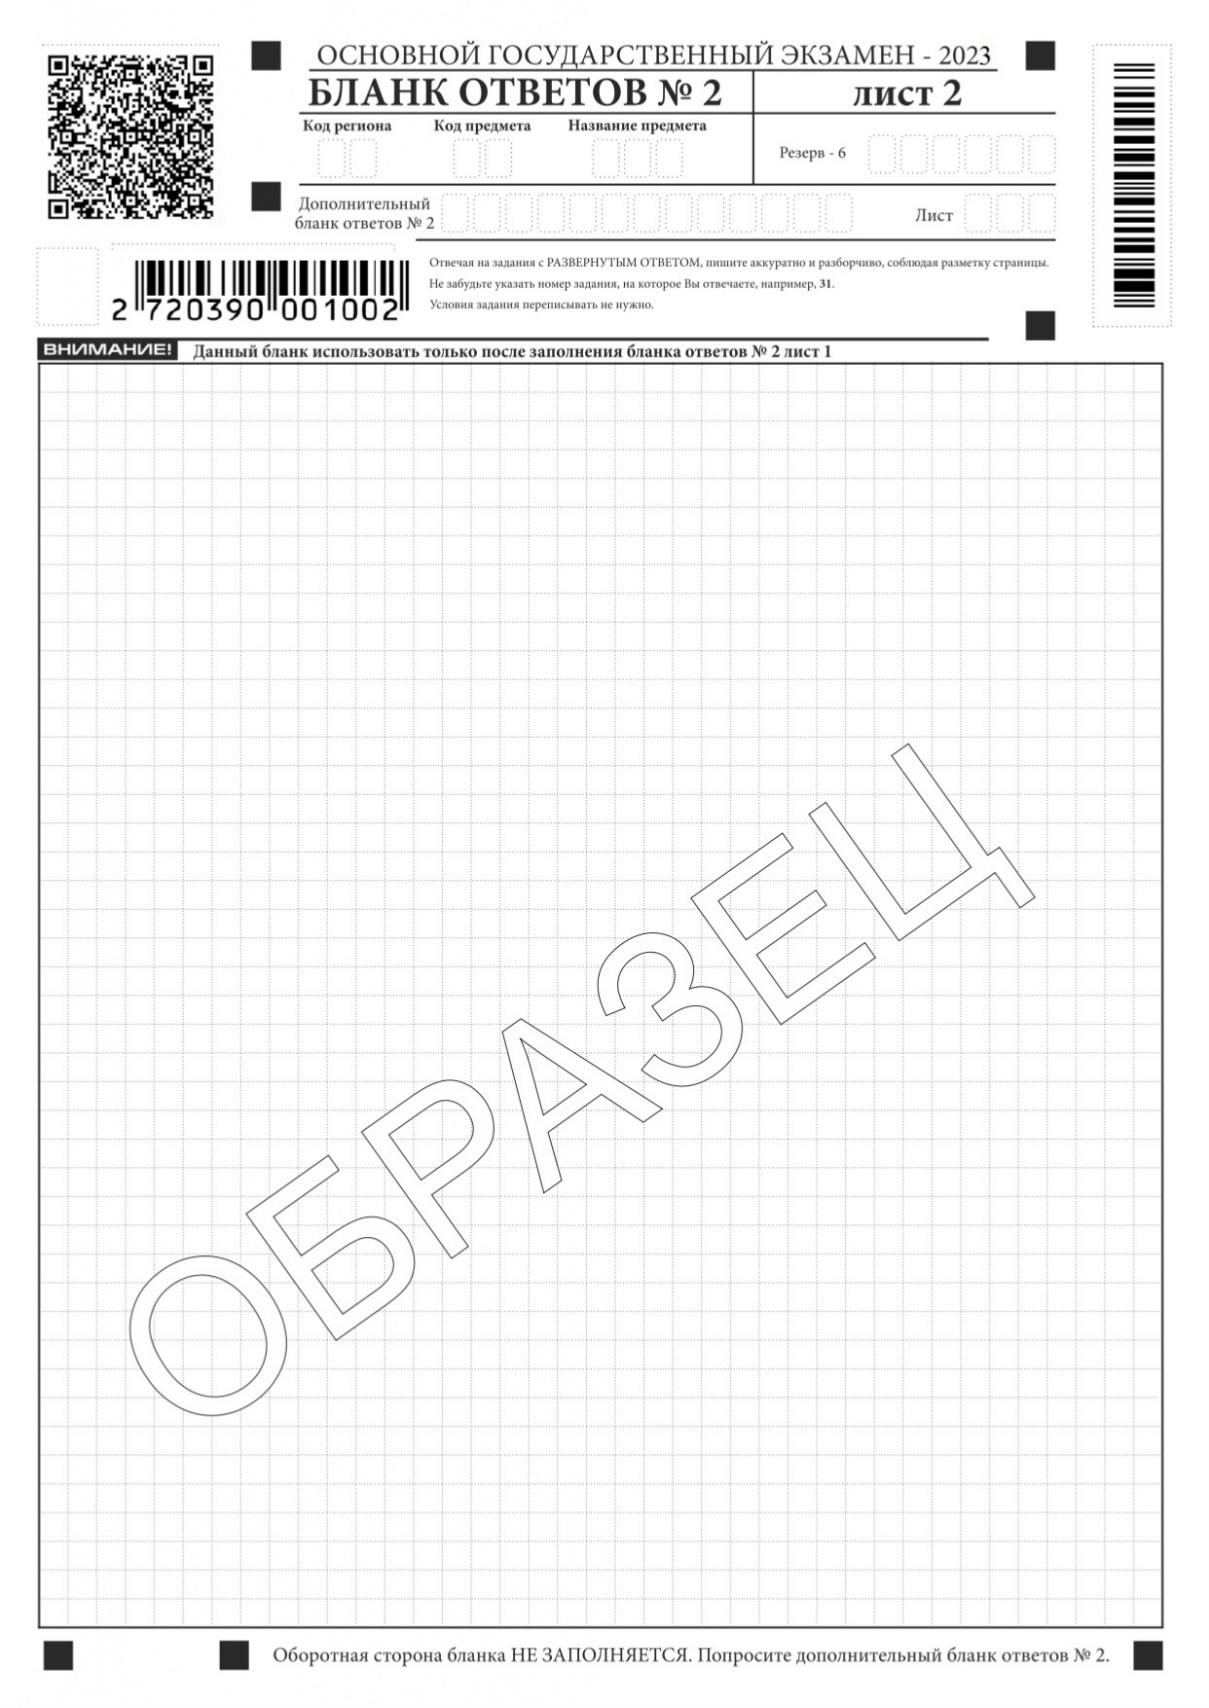 ОСНОВНОЙ ГОСУДАРСТВЕННЫЙ ЭКЗАМЕН - 2023
БЛАНК ОТВЕТОВ № 2
лист 2
Код региона
Код предмета
Название предмета
Резерв - 6
Дополнительный
бланк ответов № 2
Лист
2 720390 001002
Отвечая на задания с РАЗВЕРНУТЫМ ОТВЕТОМ, пишите аккуратно и разборчиво, соблюдая разметку страницы.
Не забудьте указать номер задания, на которое Вы отвечаете, например, 31.
Условия задания переписывать не нужно.
ВНИМАНИЕ!
Данный бланк использовать только после заполнения бланка ответов № 2 лист 1
ОБРАЗЕЦ
Оборотная сторона бланка НЕ ЗАПОЛНЯЕТСЯ. Попросите дополнительный бланк ответов № 2.